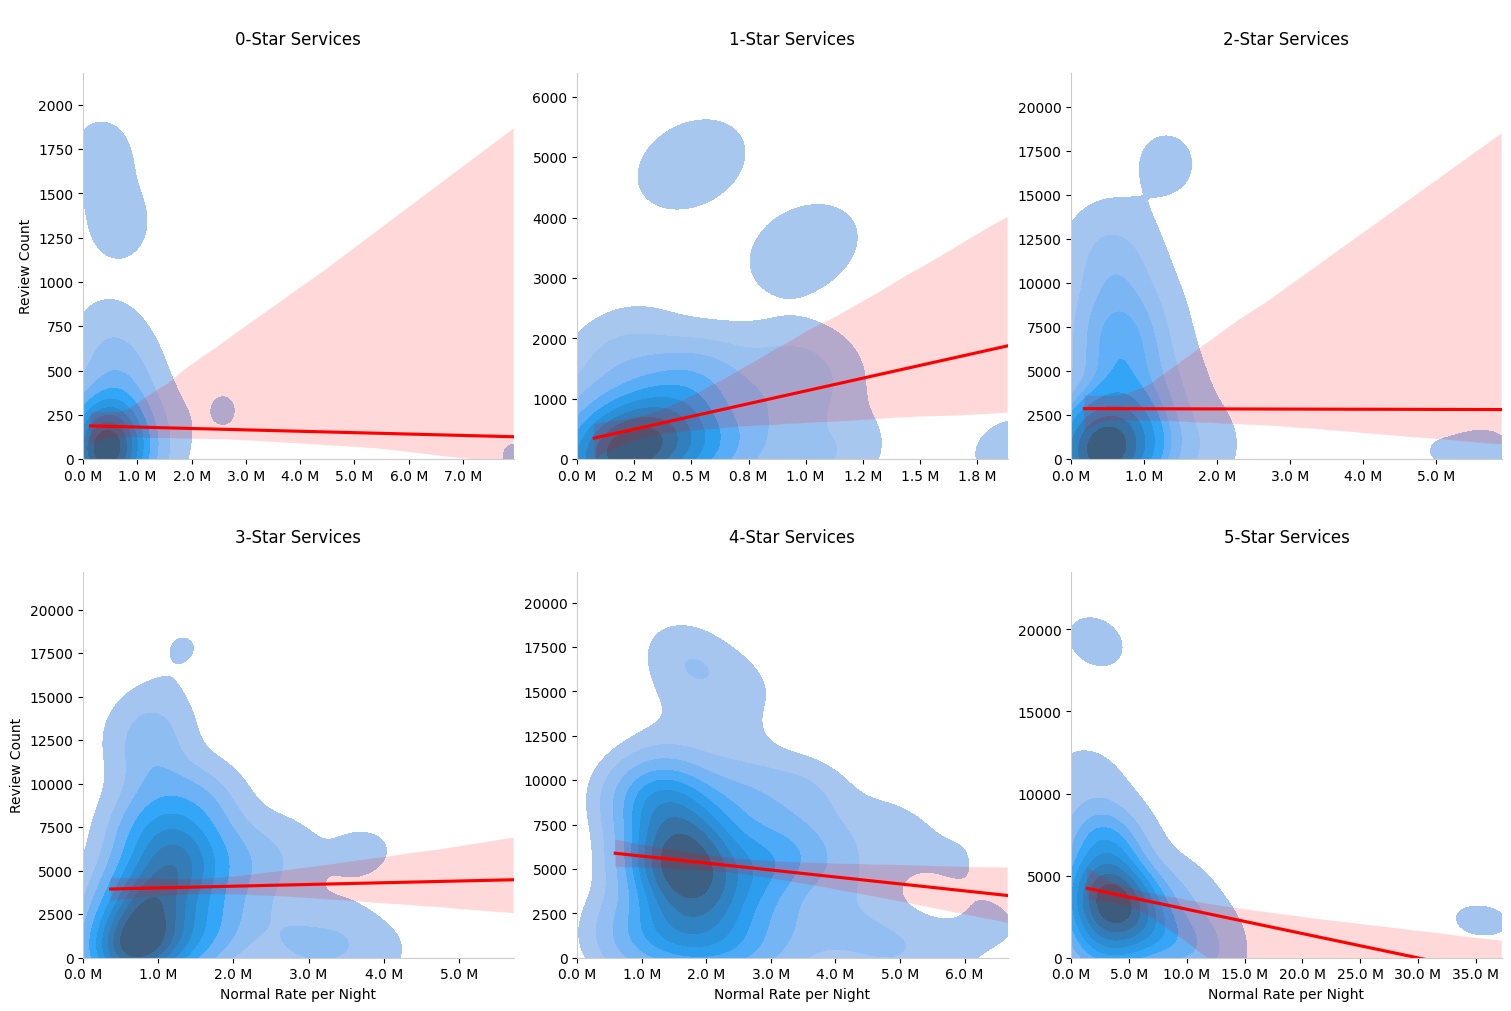 0-Star Services
1-Star Services
2-Star Services
Review Count
2000
1750
1500
1250
1000
750
500
250
0
0.0 M 1.0 M 2.0 M 3.0 M 4.0 M 5.0 M 6.0 M 7.0 M
6000
5000
4000
3000
2000
1000
0
0.0 M 0.2 M 0.5 M 0.8 M 1.0 M 1.2 M 1.5 M 1.8 M
20000
17500
15000
12500
10000
7500
5000
2500
0
0.0 M 1.0 M 2.0 M 3.0 M 4.0 M 5.0 M
3-Star Services
4-Star Services
5-Star Services
Review Count
20000
17500
15000
12500
10000
7500
5000
2500
0
0.0 M 1.0 M 2.0 M 3.0 M 4.0 M 5.0 M
Normal Rate per Night
20000
17500
15000
12500
10000
7500
5000
2500
0
0.0 M 1.0 M 2.0 M 3.0 M 4.0 M 5.0 M 6.0 M
Normal Rate per Night
20000
15000
10000
5000
0
0.0 M 5.0 M 10.0 M 15.0 M 20.0 M 25.0 M 30.0 M 35.0 M
Normal Rate per Night